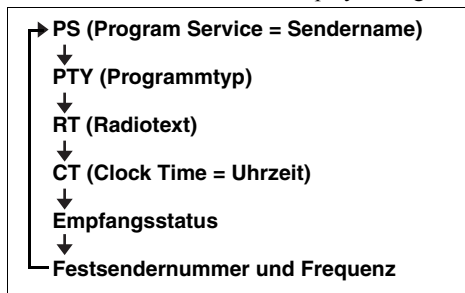 PS (Program Service = Sendername)
PTY (Programmtyp)
RT (Radiotext)
CT (Clock Time = Uhrzeit)
Empfangsstatus
Festsendernummer und Frequenz